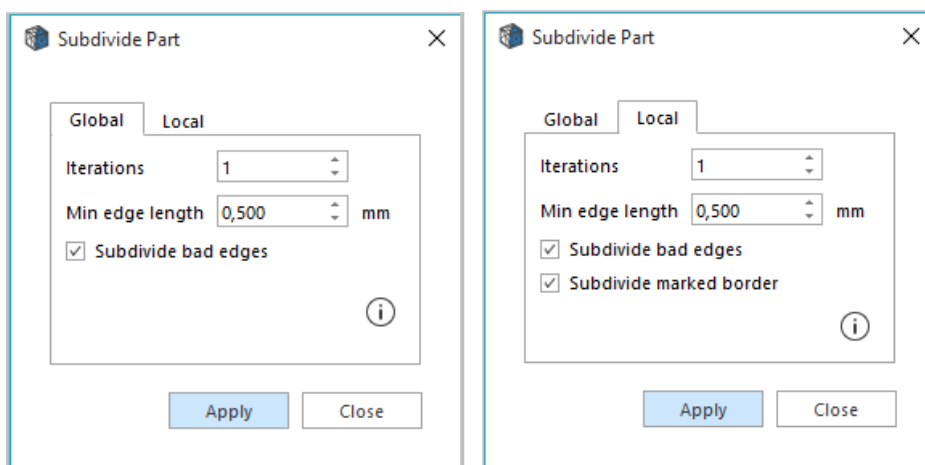 Subdivide Part
Global Local
Iterations 1
Min edge length 0,500 mm
Subdivide bad edges
Apply Close
Subdivide Part
Global Local
Iterations 1
Min edge length 0,500 mm
Subdivide bad edges
Subdivide marked border
Apply Close